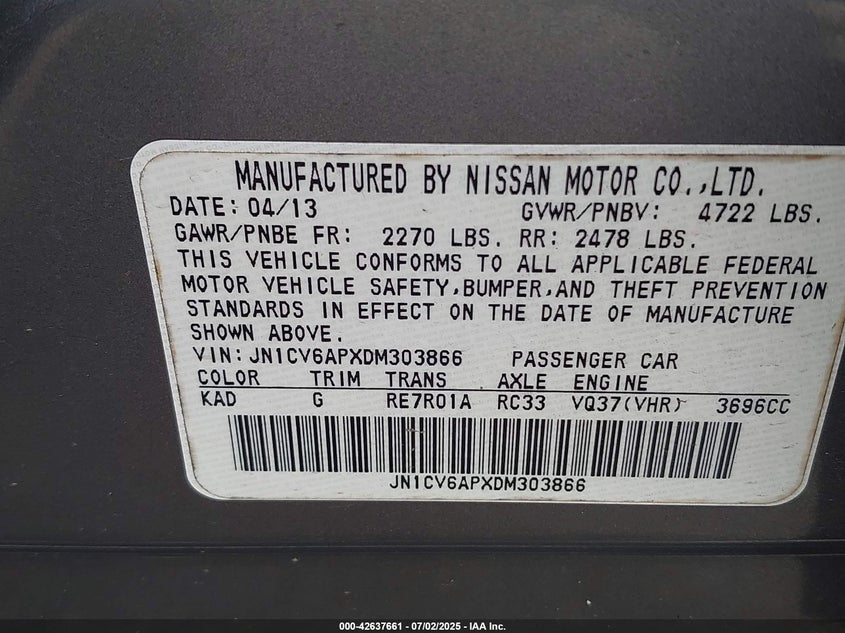 MANUFACTURED BY NISSAN MOTOR CO.,LTD.
DATE: 04/13 GVWR/PNBV: 4722 LBS.
GAWR/PNBE FR: 2270 LBS. RR: 2478 LBS.
THIS VEHICLE CONFORMS TO ALL APPLICABLE FEDERAL
MOTOR VEHICLE SAFETY,BUMPER,AND THEFT PREVENTION
STANDARDS IN EFFECT ON THE DATE OF MANUFACTURE
SHOWN ABOVE.
VIN: JN1CV6APXDM303866 PASSENGER CAR
COLOR TRIM TRANS AXLE ENGINE
KAD G RE7R01A RC33 VQ37(VHR) 3696CC
JN1CV6APXDM303866
000-42637661 - 07/02/2025 - IAA Inc.